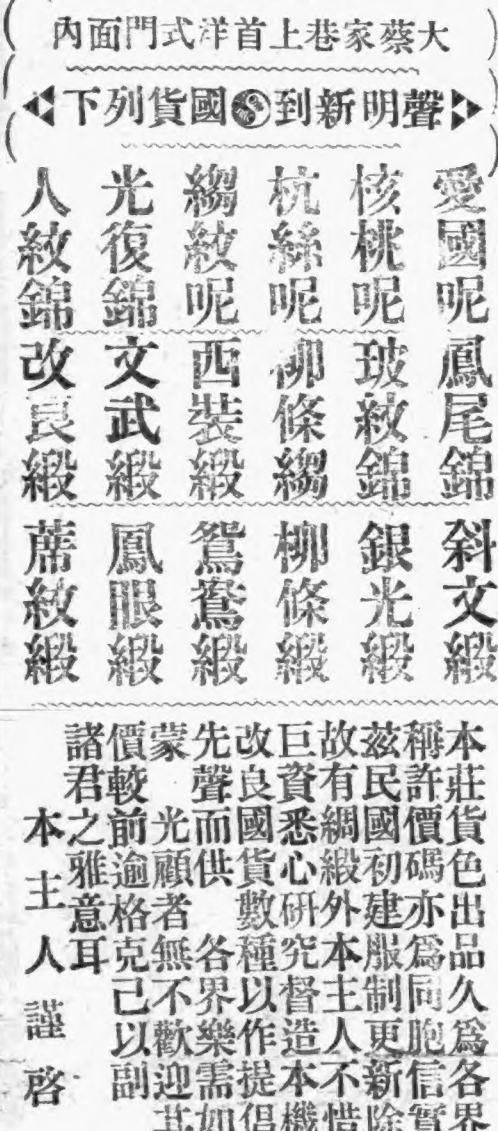 大蔡家巷上首洋式門面內
聲明新到國貨列下
愛國呢
核桃呢
杭絲呢
縐紋呢
光復錦
人紋錦
鳳尾錦
玻紋錦
柳條縐
西裝緞
文武緞
改良緞
斜文緞
銀光緞
柳條緞
鴛鴦緞
鳳眼緞
蓆紋緞
本莊貨色出品久爲各界
稱許價碼亦爲同胞信實
茲民國初建服制更新除
故有綢緞外本主人不惜
巨資悉心研究督造本機
改良國貨數種以作提倡
先聲而供 各界樂需如
蒙 光顧者無不歡迎其
價較前逾格克己以副
諸君之雅意耳
本主人謹啓